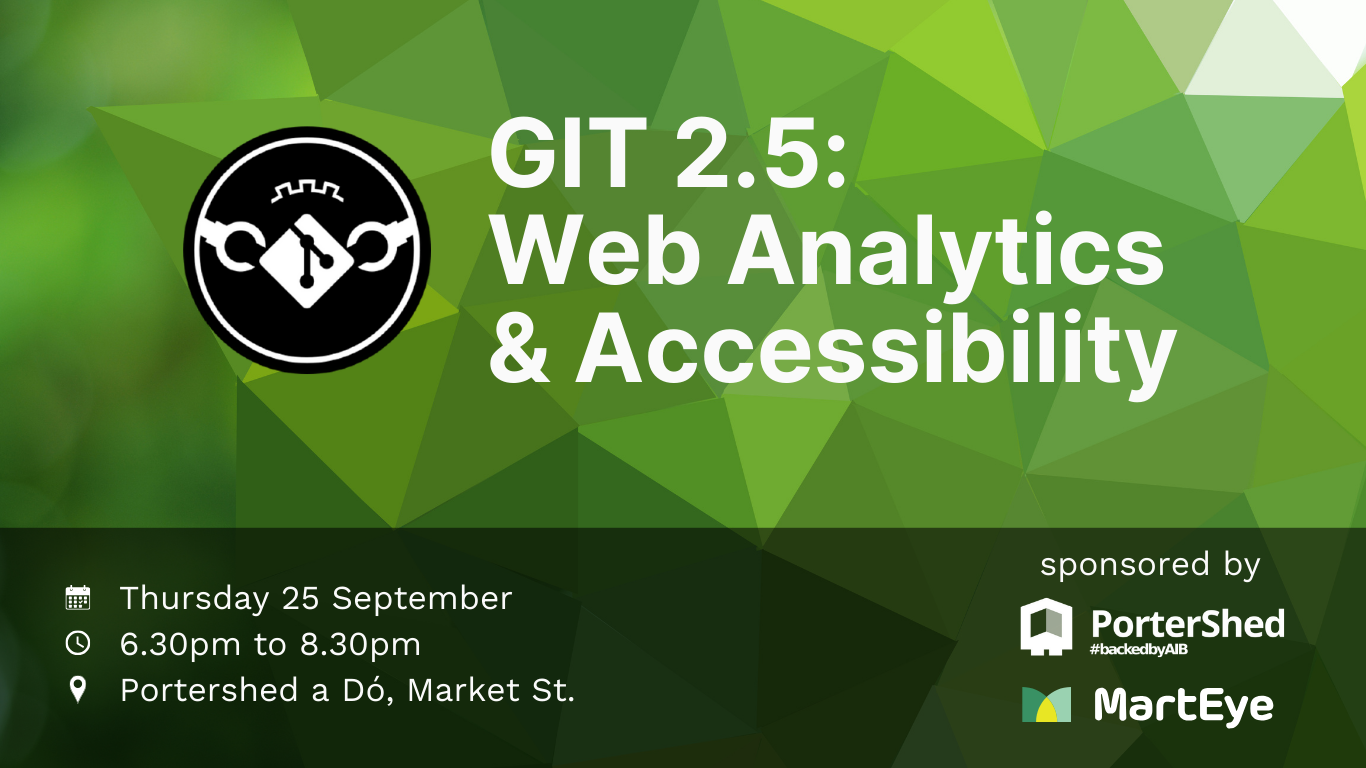 GIT 2.5:
Web Analytics
& Accessibility
Thursday 25 September
6.30pm to 8.30pm
Portershed a Dó, Market St.
sponsored by
PorterShed
#backedbyAIB
MartEye